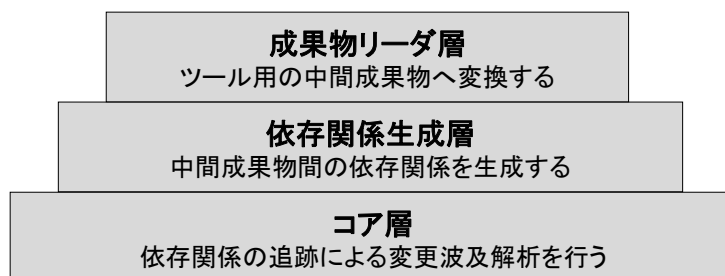 成果物リーダ層
ツール用の中間成果物へ変換する
依存関係生成層
中間成果物間の依存関係を生成する
コア層
依存関係の追跡による変更波及解析を行う